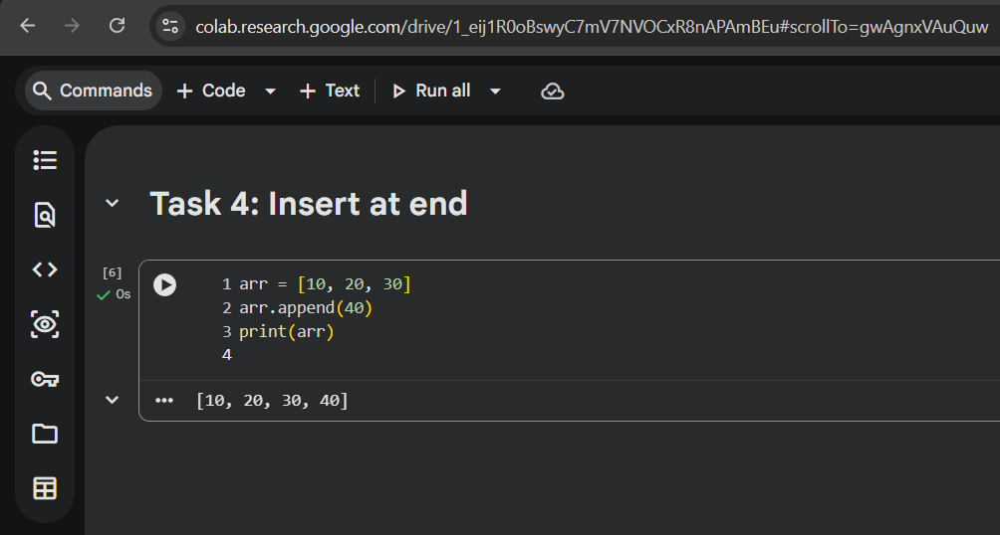 colab.research.google.com/drive/1_eij1R0oBswyC7mV7NVOCxR8nAPAmBEu#scrollTo=gwAgnxVAuQuw
Commands + Code + Text Run all
Task 4: Insert at end
[6]
0s
1 arr = [10, 20, 30]
2 arr.append(40)
3 print(arr)
4
[10, 20, 30, 40]